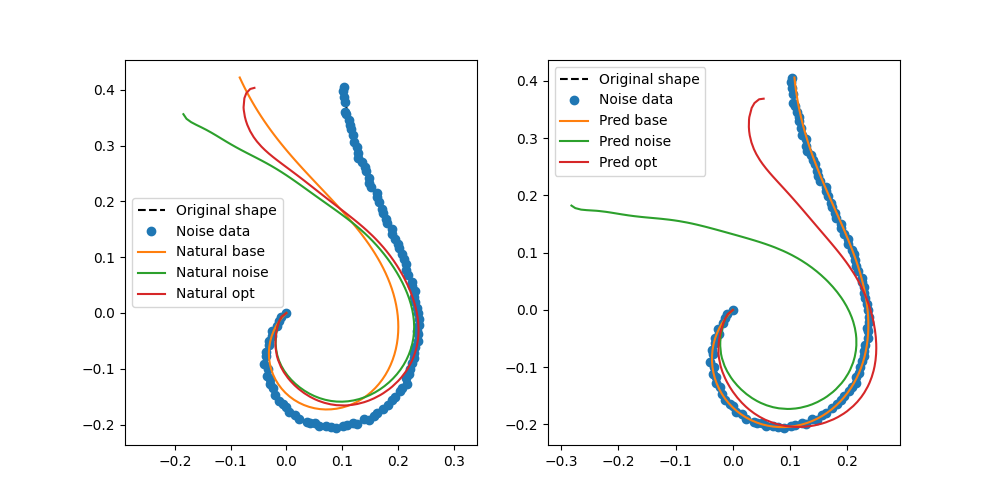 0.4
0.3
0.2
0.1
0.0
−0.1
−0.2
−0.2 −0.1 0.0 0.1 0.2 0.3
Original shape
Noise data
Natural base
Natural noise
Natural opt
0.4
0.3
0.2
0.1
0.0
−0.1
−0.2
−0.3 −0.2 −0.1 0.0 0.1 0.2
Original shape
Noise data
Pred base
Pred noise
Pred opt